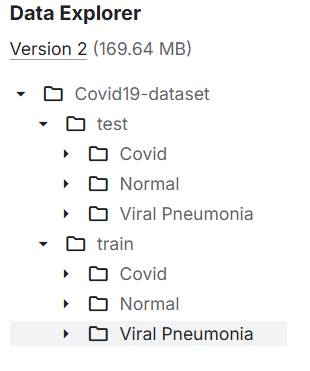 Data Explorer
Version 2 (169.64 MB)
Covid19-dataset
test
Covid
Normal
Viral Pneumonia
train
Covid
Normal
Viral Pneumonia